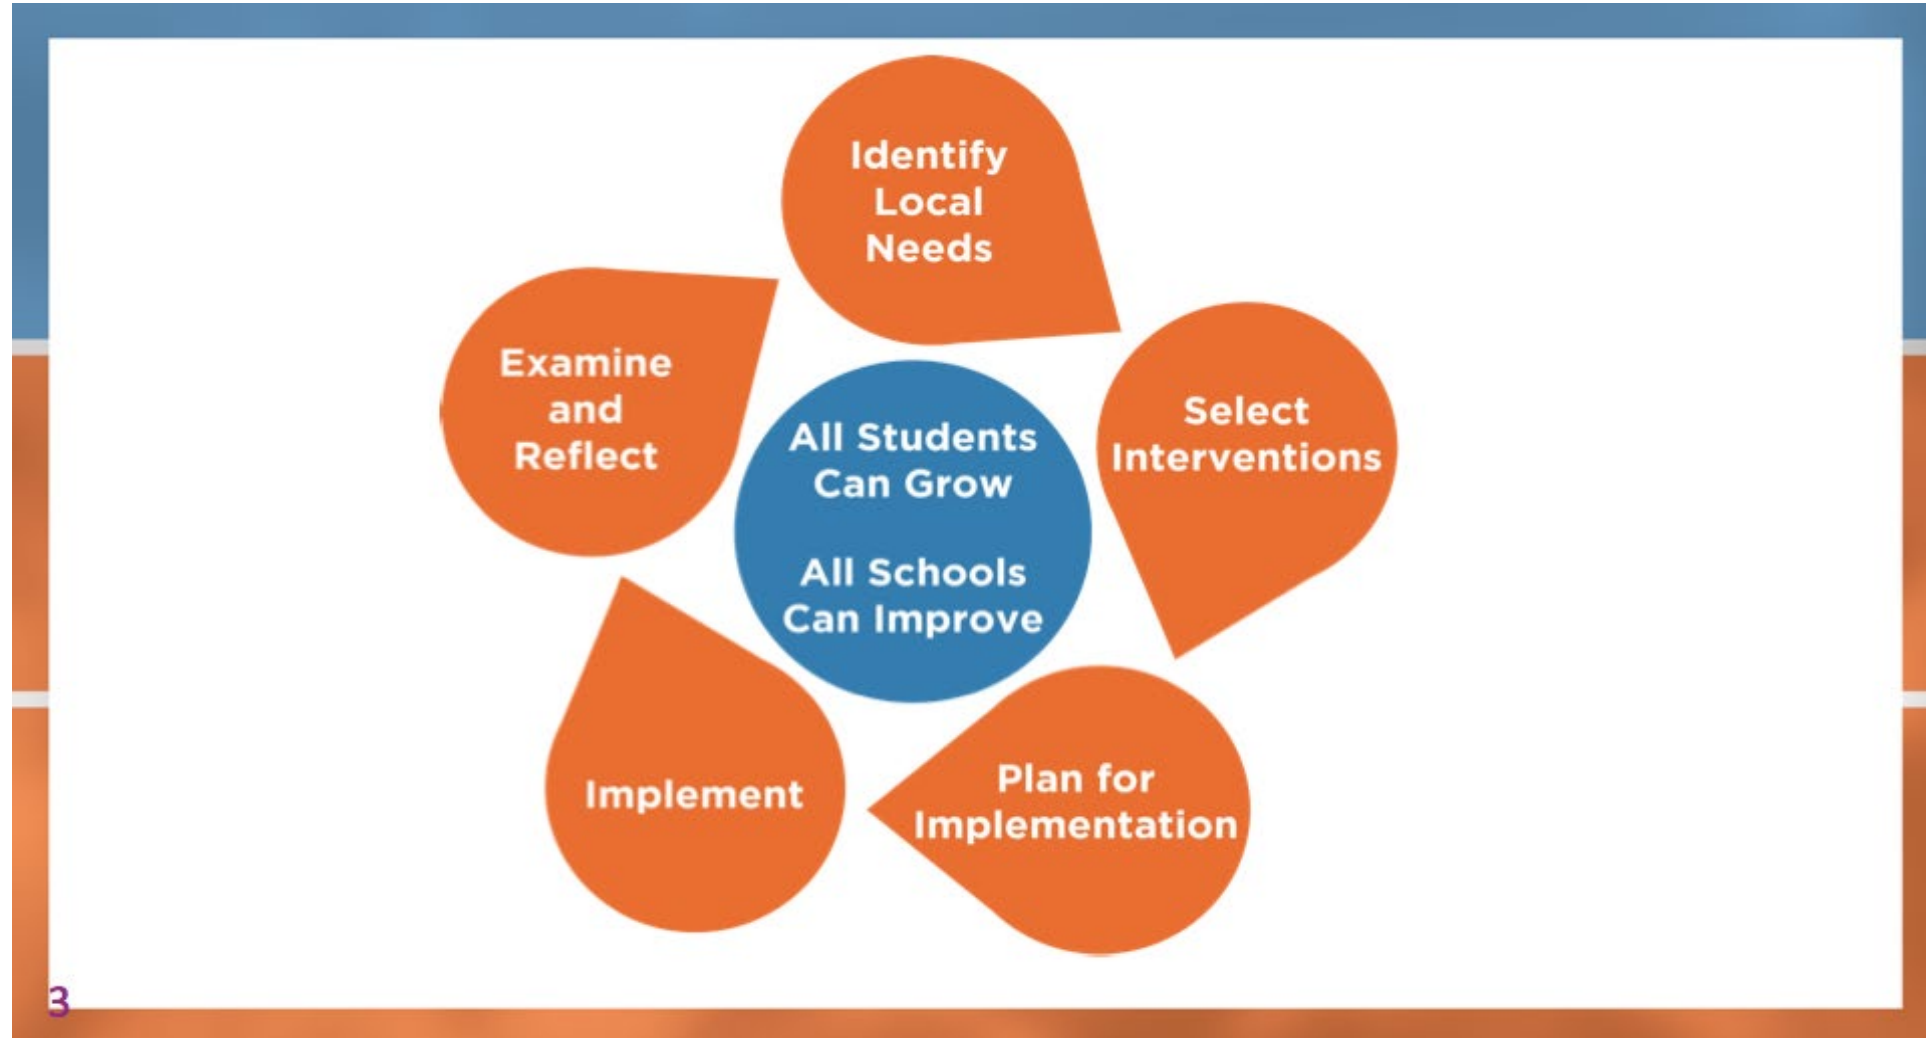 Identify
Local
Needs
Select
Interventions
Plan for
Implementation
Implement
Examine
and
Reflect
All Students
Can Grow
All Schools
Can Improve
3